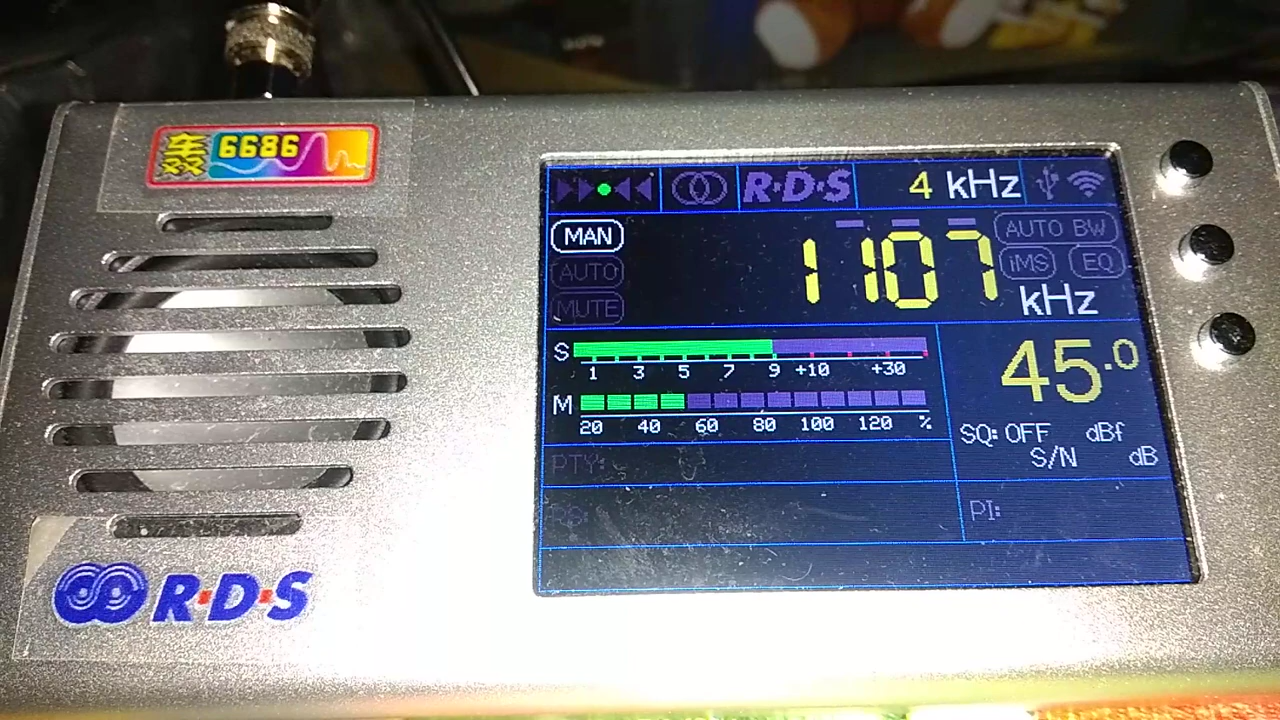 6686
R·D·S
R·D·S
4 kHz
MAN
AUTO
MUTE
1107
AUTO BW
iMS
EQ
kHz
S
1 3 5 7 9 +10 +30
M
20 40 60 80 100 120 %
45.0
SQ: OFF dBf
S/N dB
PTY:
PI: